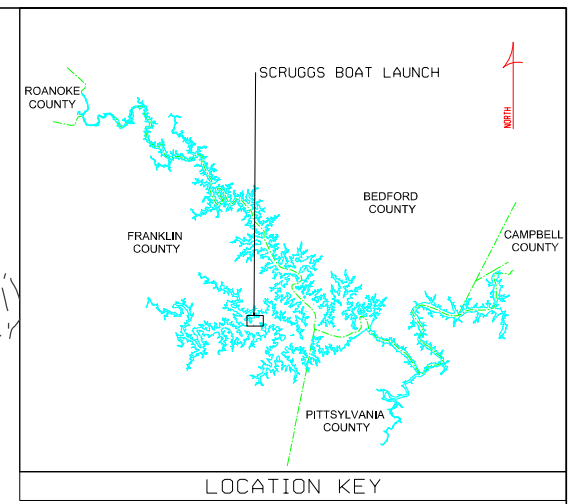 SCRUGGS BOAT LAUNCH
ROANOKE
COUNTY
NORTH
BEDFORD
COUNTY
FRANKLIN
COUNTY
CAMPBELL
COUNTY
PITTSYLVANIA
COUNTY
LOCATION KEY